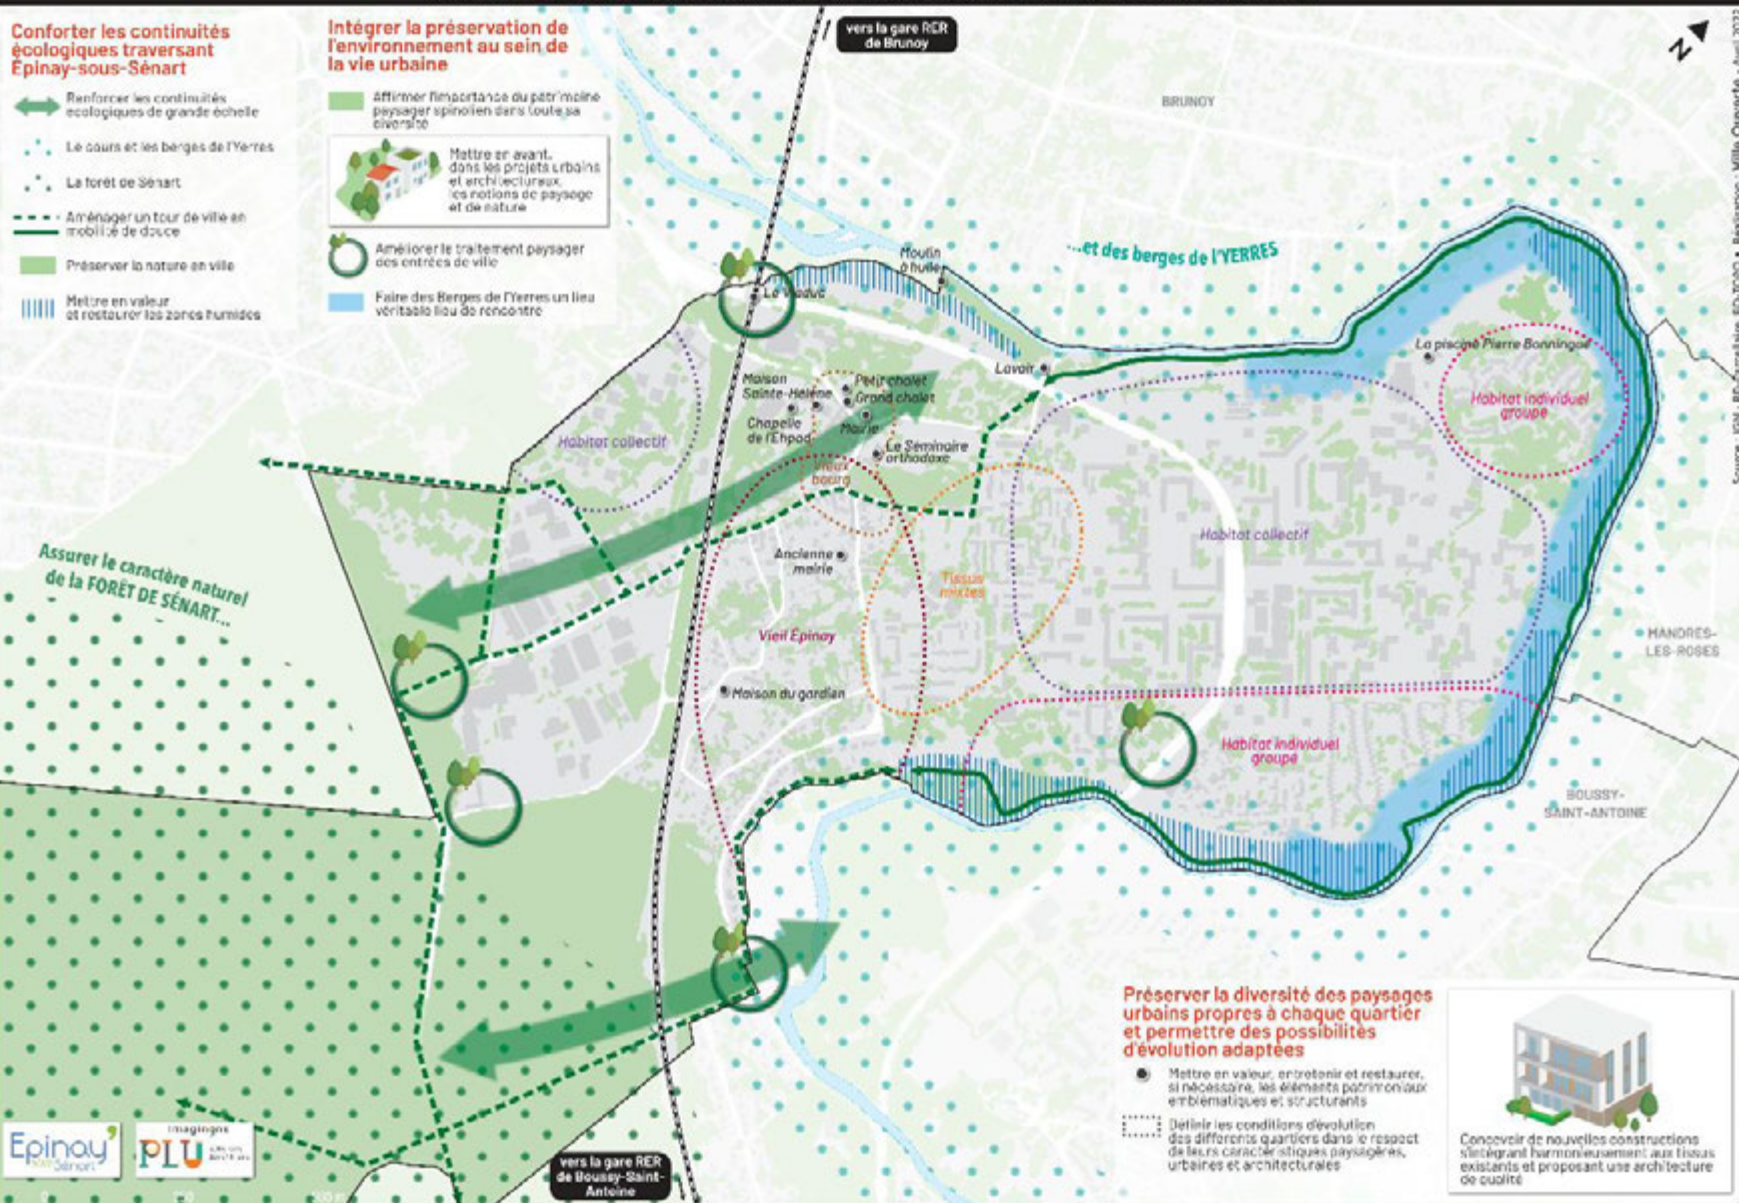 Conforter les continuités
écologiques traversant
Épinay-sous-Sénart
Renforcer les continuités
écologiques de grande échelle
Le cours et les berges de l'Yerres
La forêt de Sénart
Aménager un tour de ville en
mobilité de douce
Préserver la nature en ville
Mettre en valeur
et restaurer les zones humides
Intégrer la préservation de
l'environnement au sein de
la vie urbaine
Affirmer l'importance du patrimoine
paysager spinolien dans toute sa
diversité
Mettre en avant,
dans les projets urbains
et architecturaux,
les notions de paysage
et de nature
Améliorer le traitement paysager
des entrées de ville
Faire des Berges de l'Yerres un lieu
véritable lieu de rencontre
vers la gare RER
de Brunoy
N
BRUNOY
...et des berges de l'YERRES
Moulin
à huile
Le Viaduc
Lavoir
La piscine Pierre Bonningue
Habitat individuel
groupé
Maison
Sainte-Hélène
Petit chalet
Grand chalet
Chapelle
de l'Ehpad
Mairie
Le Séminaire
orthodoxe
Vieux
bourg
Habitat collectif
Habitat collectif
Ancienne
mairie
Tissus
mixtes
Vieil Épinay
Maison du gardien
Assurer le caractère naturel
de la FORÊT DE SÉNART...
MANDRES-
LES-ROSES
Habitat individuel
groupé
BOUSSY-
SAINT-ANTOINE
Préserver la diversité des paysages
urbains propres à chaque quartier
et permettre des possibilités
d'évolution adaptées
Mettre en valeur, entretenir et restaurer,
si nécessaire, les éléments patrimoniaux
emblématiques et structurants
Définir les conditions d'évolution
des différents quartiers dans le respect
de leurs caractéristiques paysagères,
urbaines et architecturales
Concevoir de nouvelles constructions
s'intégrant harmonieusement aux tissus
existants et proposant une architecture
de qualité
Epinay
sous Sénart
Imaginons
PLU
vers la gare RER
de Boussy-Saint-
Antoine
0 250 500 m